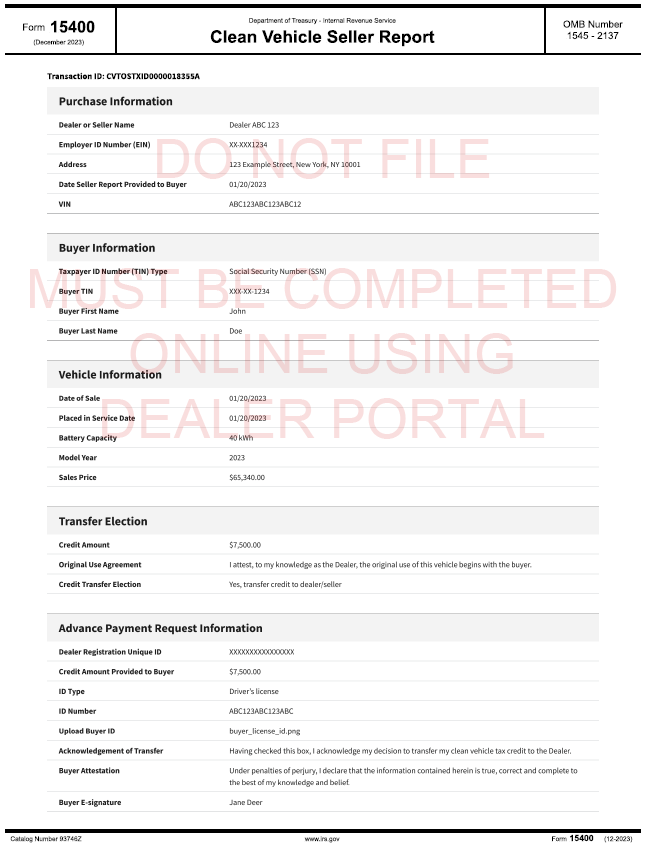 Form 15400
(December 2023)
Department of Treasury - Internal Revenue Service
Clean Vehicle Seller Report
OMB Number
1545 - 2137
Transaction ID: CVTOSTXID0000018355A
Purchase Information
Dealer or Seller Name Dealer ABC 123
Employer ID Number (EIN) XX-XXX1234
DO NOT FILE
Address 123 Example Street, New York, NY 10001
Date Seller Report Provided to Buyer 01/20/2023
VIN ABC123ABC123ABC12
Buyer Information
Taxpayer ID Number (TIN) Type Social Security Number (SSN)
MUST BE COMPLETED
Buyer TIN XXX-XX-1234
Buyer First Name John
Buyer Last Name Doe
ONLINE USING
Vehicle Information
Date of Sale 01/20/2023
Placed in Service Date 01/20/2023
DEALER PORTAL
Battery Capacity 40 kWh
Model Year 2023
Sales Price $65,340.00
Transfer Election
Credit Amount $7,500.00
Original Use Agreement I attest, to my knowledge as the Dealer, the original use of this vehicle begins with the buyer.
Credit Transfer Election Yes, transfer credit to dealer/seller
Advance Payment Request Information
Dealer Registration Unique ID XXXXXXXXXXXXXXXX
Credit Amount Provided to Buyer $7,500.00
ID Type Driver's license
ID Number ABC123ABC123ABC
Upload Buyer ID buyer_license_id.png
Acknowledgement of Transfer Having checked this box, I acknowledge my decision to transfer my clean vehicle tax credit to the Dealer.
Buyer Attestation Under penalties of perjury, I declare that the information contained herein is true, correct and complete to
the best of my knowledge and belief.
Buyer E-signature Jane Deer
Catalog Number 93746Z www.irs.gov Form 15400 (12-2023)